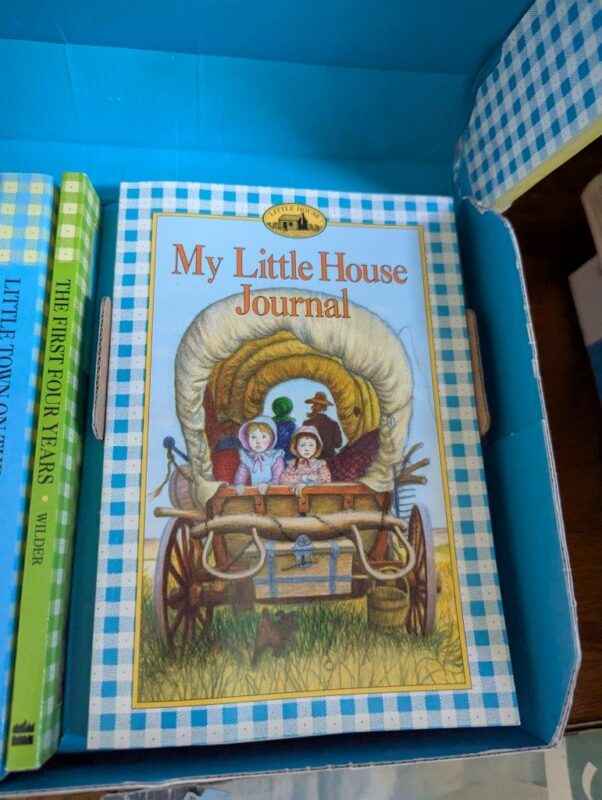 LITTLE TOWN ON THE
THE FIRST FOUR YEARS • WILDER
LITTLE HOUSE
My Little House
Journal